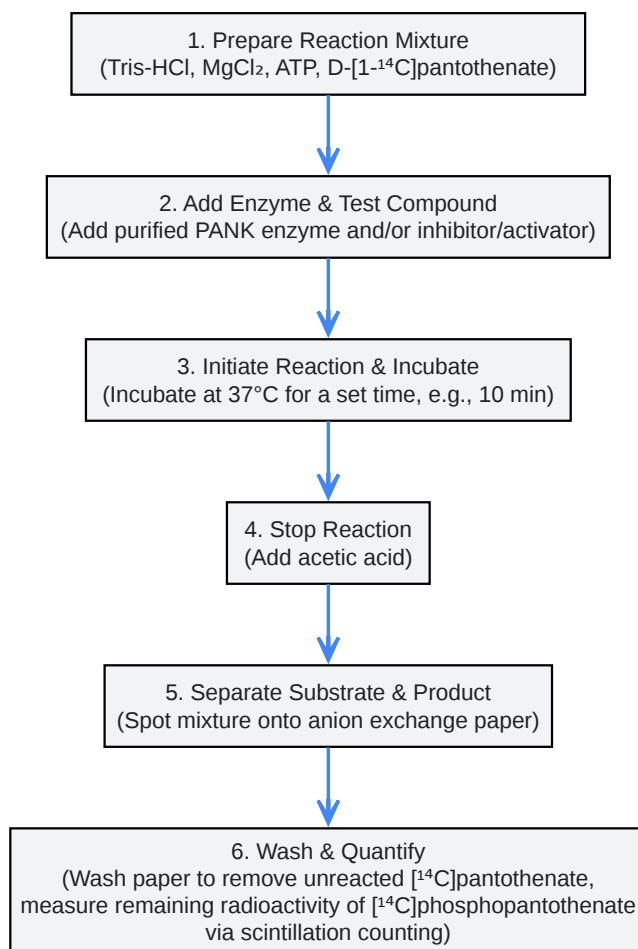 1. Prepare Reaction Mixture
(Tris-HCl, MgCl₂, ATP, D-[1-¹⁴C]pantothenate)
2. Add Enzyme & Test Compound
(Add purified PANK enzyme and/or inhibitor/activator)
3. Initiate Reaction & Incubate
(Incubate at 37°C for a set time, e.g., 10 min)
4. Stop Reaction
(Add acetic acid)
5. Separate Substrate & Product
(Spot mixture onto anion exchange paper)
6. Wash & Quantify
(Wash paper to remove unreacted [¹⁴C]pantothenate,
measure remaining radioactivity of [¹⁴C]phosphopantothenate
via scintillation counting)